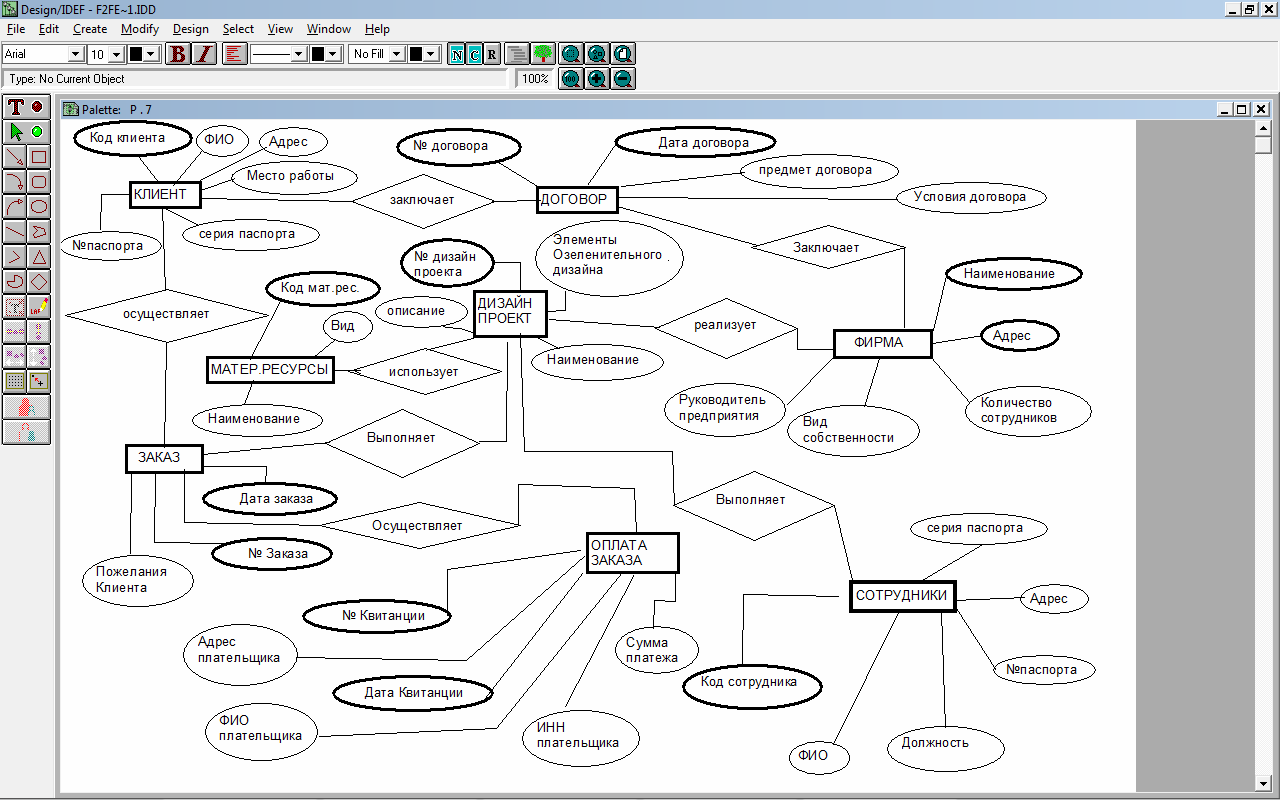 Design/IDEF - F2FE~1.IDD
File Edit Create Modify Design Select View Window Help
Arial 10 B I No Fill N C R
Type: No Current Object 100%
Palette: P . 7
Код клиента
ФИО
Адрес
Место работы
КЛИЕНТ
№паспорта
серия паспорта
заключает
№ договора
Дата договора
предмет договора
Условия договора
ДОГОВОР
Заключает
Элементы
Озеленительного .
дизайна
№ дизайн
проекта
Наименование
Код мат.рес.
описание
ДИЗАЙН
ПРОЕКТ
осуществляет
Вид
реализует
Адрес
ФИРМА
Наименование
МАТЕР.РЕСУРСЫ
использует
Руководитель
предприятия
Количество
сотрудников
Наименование
Вид
собственности
Выполняет
ЗАКАЗ
Дата заказа
Выполняет
Осуществляет
серия паспорта
№ Заказа
ОПЛАТА
ЗАКАЗА
Пожелания
Клиента
СОТРУДНИКИ
Адрес
№ Квитанции
Адрес
плательщика
Сумма
платежа
№паспорта
Код сотрудника
Дата Квитанции
ФИО
плательщика
ИНН
плательщика
Должность
ФИО